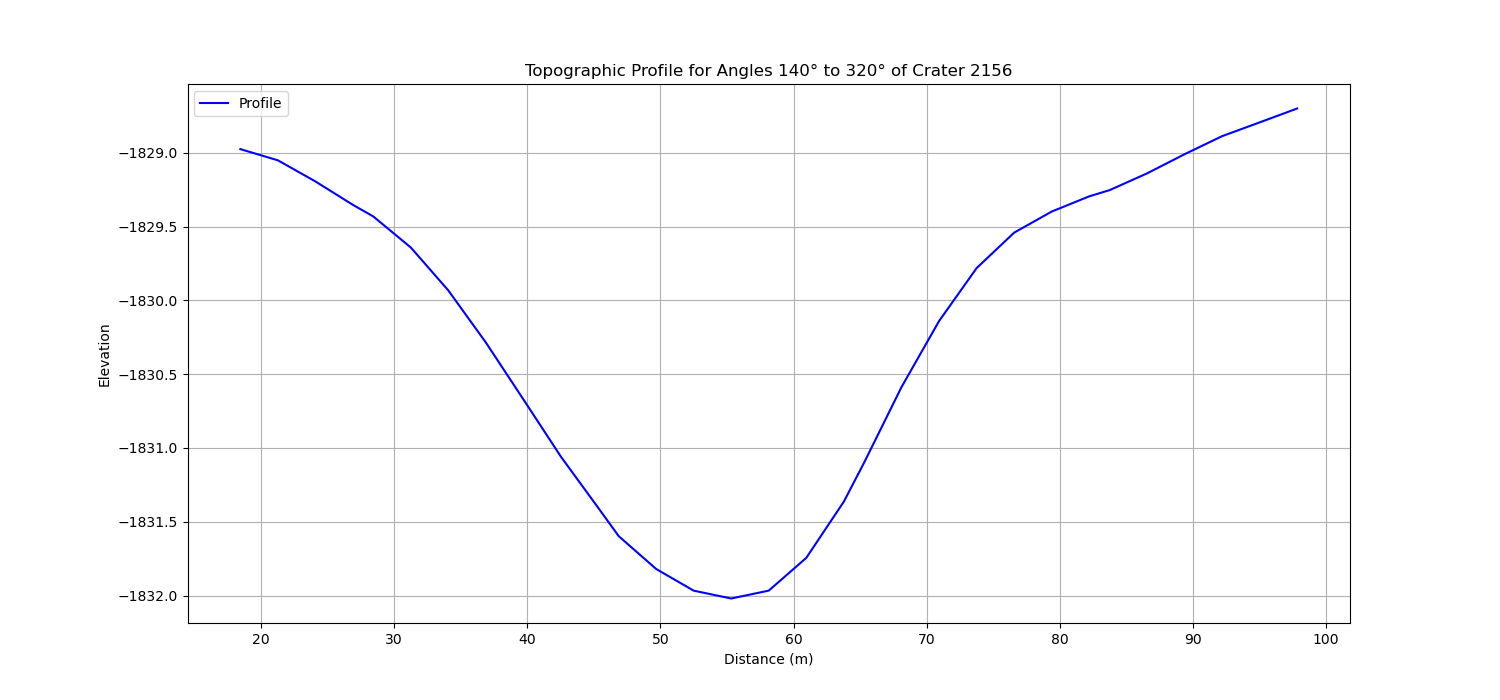 Topographic Profile for Angles 140° to 320° of Crater 2156
Profile
−1829.0
−1829.5
−1830.0
−1830.5
−1831.0
−1831.5
−1832.0
Elevation
20 30 40 50 60 70 80 90 100
Distance (m)